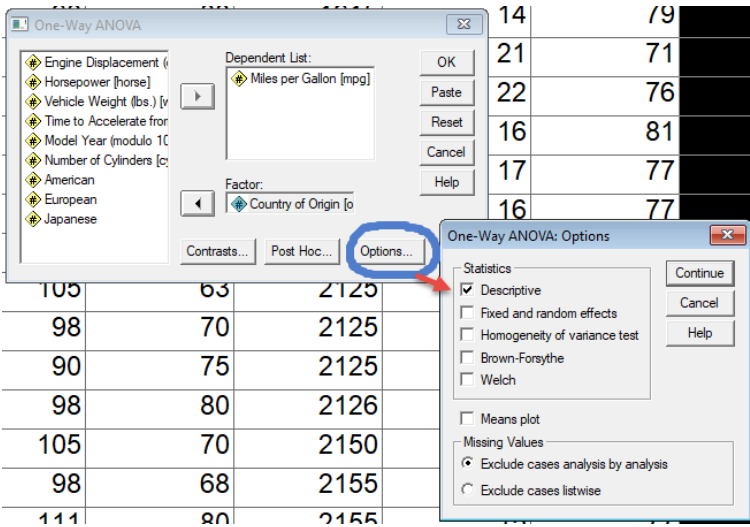 One-Way ANOVA
Engine Displacement (
Horsepower [horse]
Vehicle Weight (lbs.) [w
Time to Accelerate from
Model Year (modulo 10
Number of Cylinders [cy
American
European
Japanese
Dependent List:
Miles per Gallon [mpg]
Factor:
Country of Origin [o
OK
Paste
Reset
Cancel
Help
Contrasts... Post Hoc... Options...
14 79
21 71
22 76
16 81
17 77
16 77
One-Way ANOVA: Options
Statistics
Descriptive
Fixed and random effects
Homogeneity of variance test
Brown-Forsythe
Welch
Means plot
Missing Values
Exclude cases analysis by analysis
Exclude cases listwise
Continue
Cancel
Help
105 63 2125
98 70 2125
90 75 2125
98 80 2126
105 70 2150
98 68 2155
111 80 2155